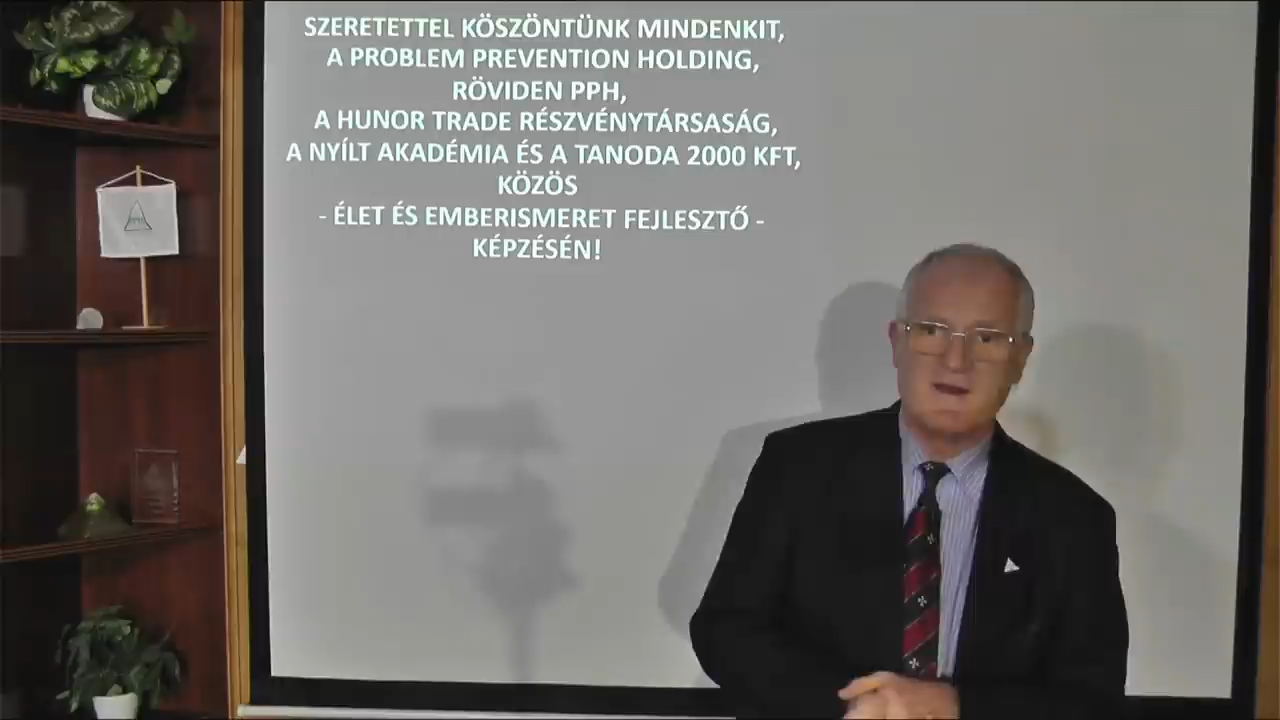 SZERETETTEL KÖSZÖNTÜNK MINDENKIT,
A PROBLEM PREVENTION HOLDING,
RÖVIDEN PPH,
A HUNOR TRADE RÉSZVÉNYTÁRSASÁG,
A NYÍLT AKADÉMIA ÉS A TANODA 2000 KFT,
KÖZÖS
- ÉLET ÉS EMBERISMERET FEJLESZTŐ -
KÉPZÉSÉN!